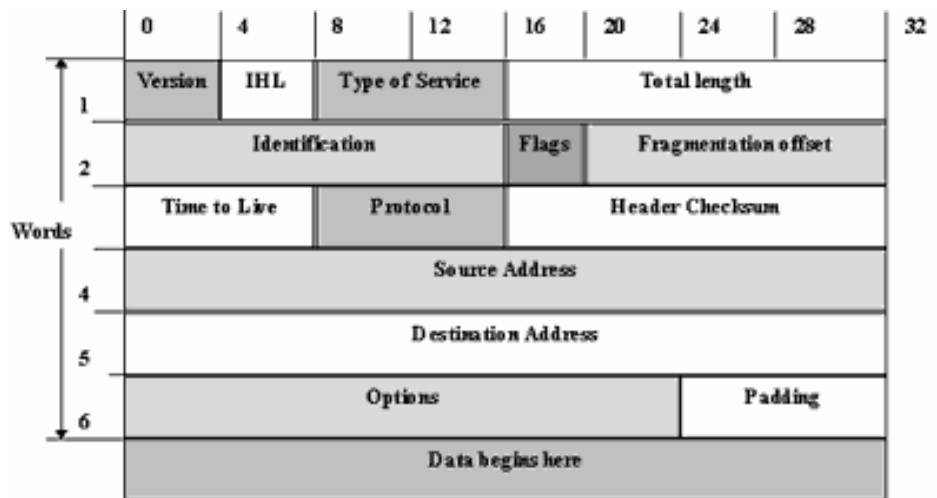 0 4 8 12 16 20 24 28 32
Version IHL Type of Service Total length
1
Identification Flags Fragmentation offset
2
Time to Live Protocol Header Checksum
Words
Source Address
4
Destination Address
5
Options Padding
6
Data begins here